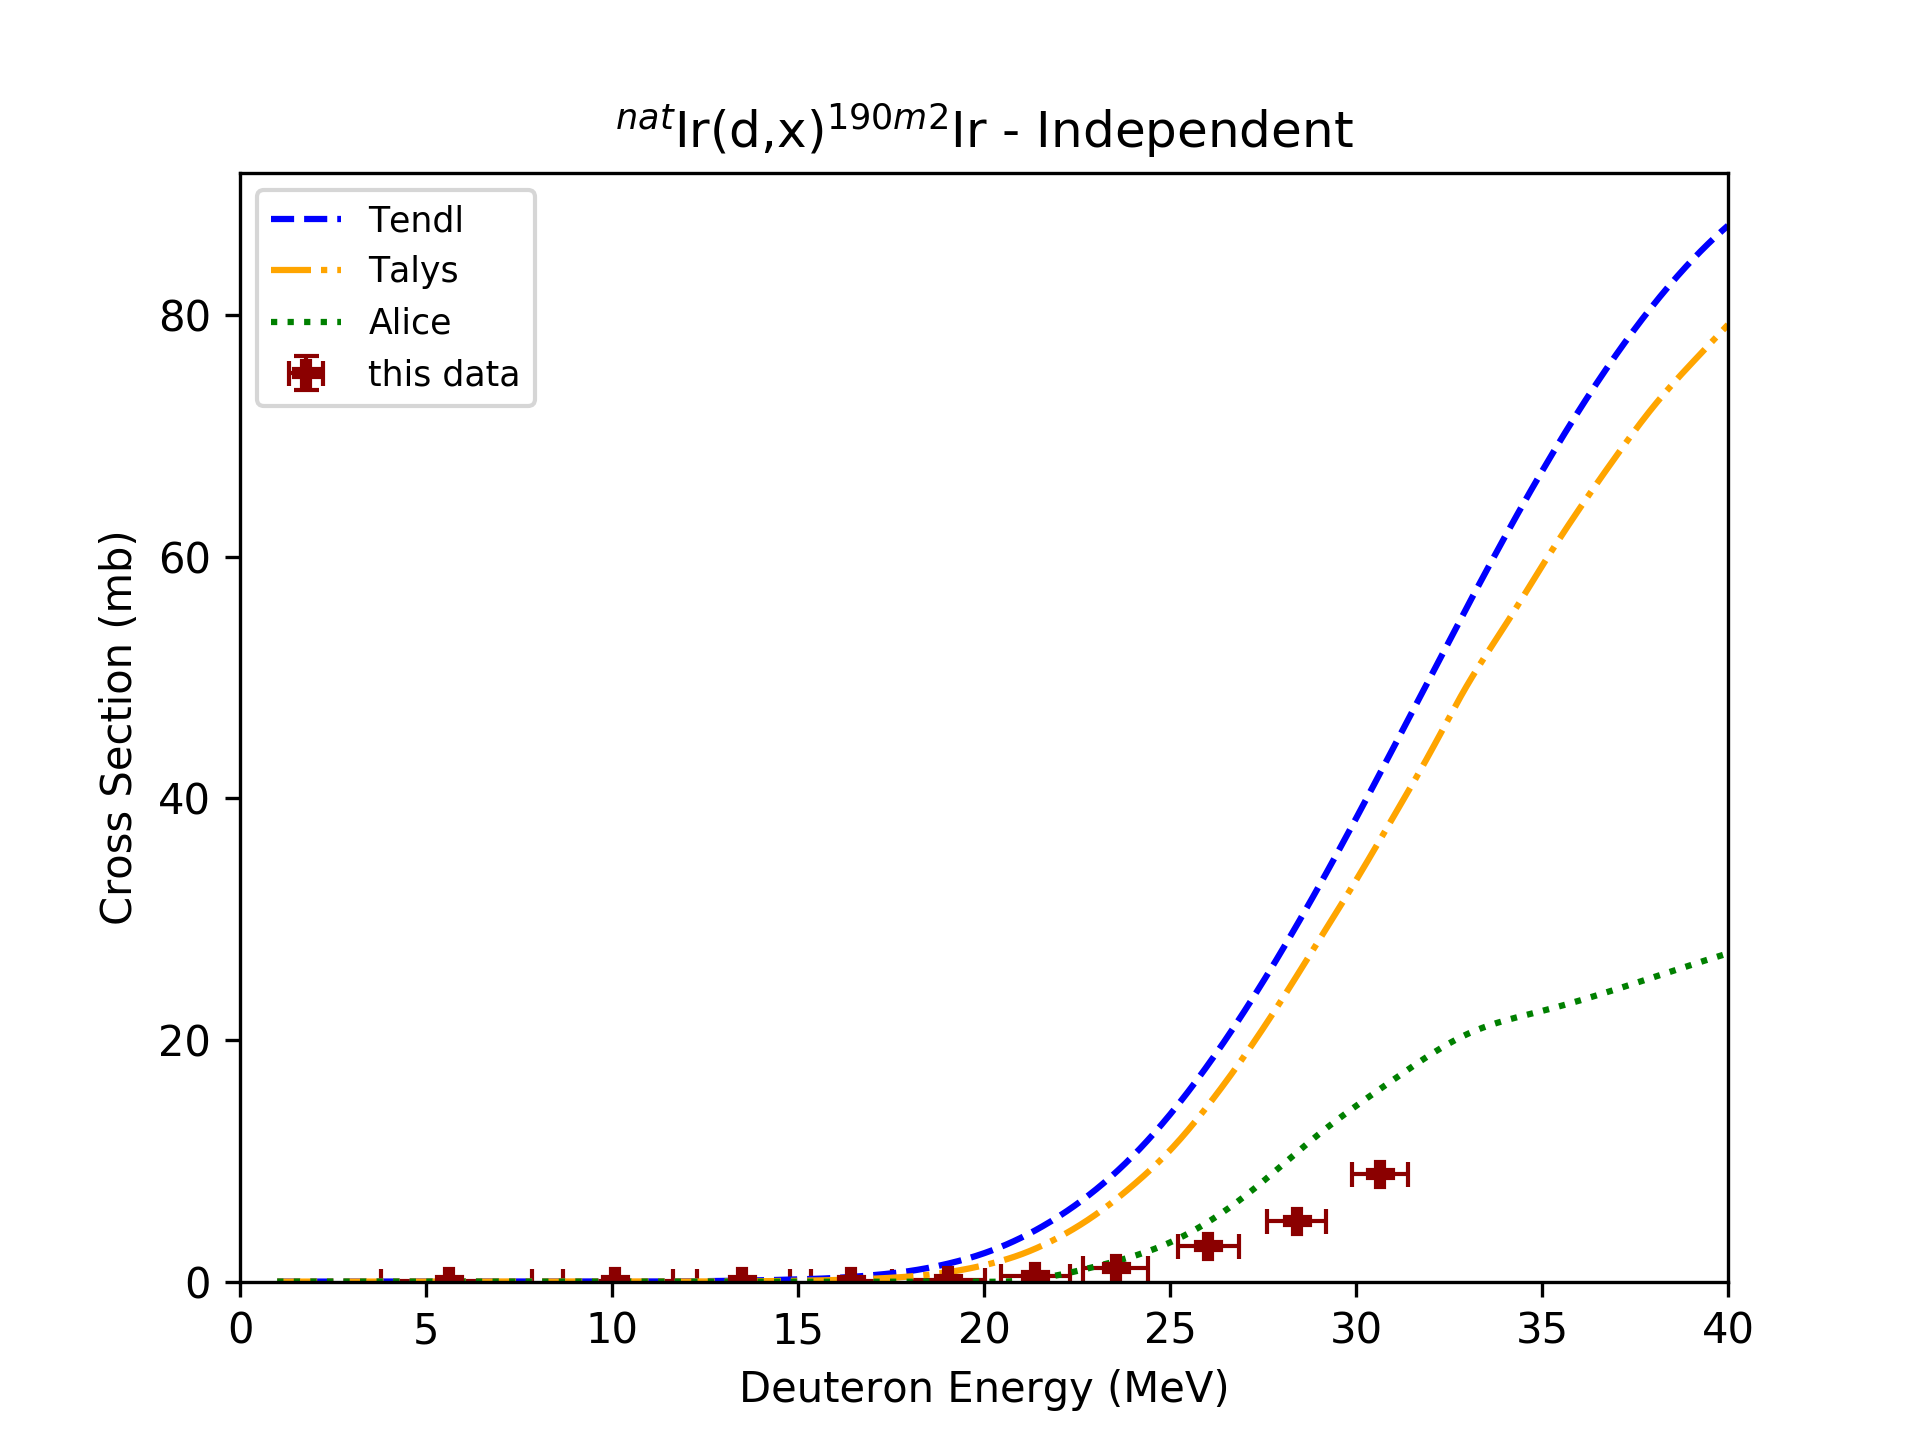 natIr(d,x)190m2Ir - Independent
Tendl
Talys
Alice
this data
Cross Section (mb)
80
60
40
20
0
0 5 10 15 20 25 30 35 40
Deuteron Energy (MeV)